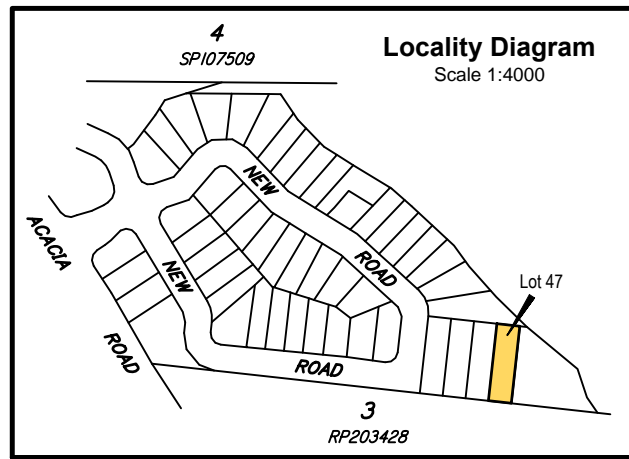 4
SP107509
Locality Diagram
Scale 1:4000
NEW
ROAD
ACACIA
ROAD
NEW
ROAD
Lot 47
3
RP203428